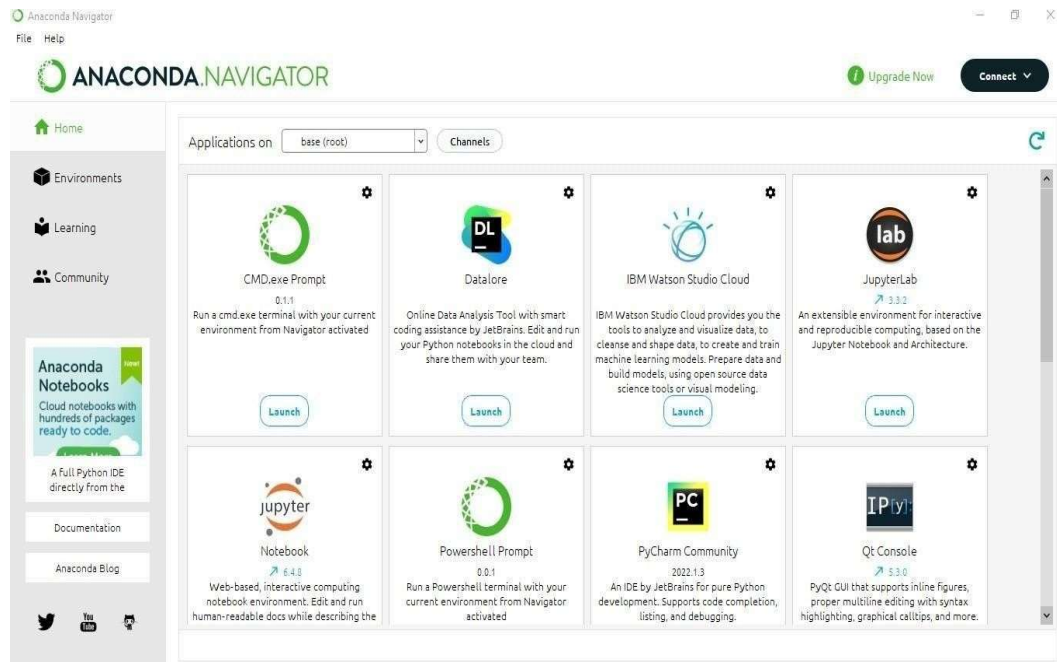 Anaconda Navigator
File Help
ANACONDA.NAVIGATOR
Upgrade Now
Connect
Home
Environments
Learning
Community
Applications on
base (root)
Channels
CMD.exe Prompt
0.1.1
Run a cmd.exe terminal with your current
environment from Navigator activated
Launch
DL
Datalore
Online Data Analysis Tool with smart
coding assistance by JetBrains. Edit and run
your Python notebooks in the cloud and
share them with your team.
Launch
IBM Watson Studio Cloud
IBM Watson Studio Cloud provides you the
tools to analyze and visualize data, to
cleanse and shape data, to create and train
machine learning models. Prepare data and
build models, using open source data
science tools or visual modeling.
Launch
lab
JupyterLab
3.3.2
An extensible environment for interactive
and reproducible computing, based on the
Jupyter Notebook and Architecture.
Launch
jupyter
Notebook
6.4.8
Web-based, interactive computing
notebook environment. Edit and run
human-readable docs while describing the
Powershell Prompt
0.0.1
Run a Powershell terminal with your
current environment from Navigator
activated
PC
PyCharm Community
2022.1.3
An IDE by JetBrains for pure Python
development. Supports code completion,
listing, and debugging.
IP[y]:
Qt Console
5.3.0
PyQt GUI that supports inline figures,
proper multiline editing with syntax
highlighting, graphical calltips, and more.
Anaconda
New!
Notebooks
Cloud notebooks with
hundreds of packages
ready to code.
Learn More
A full Python IDE
directly from the
Documentation
Anaconda Blog
You
Tube